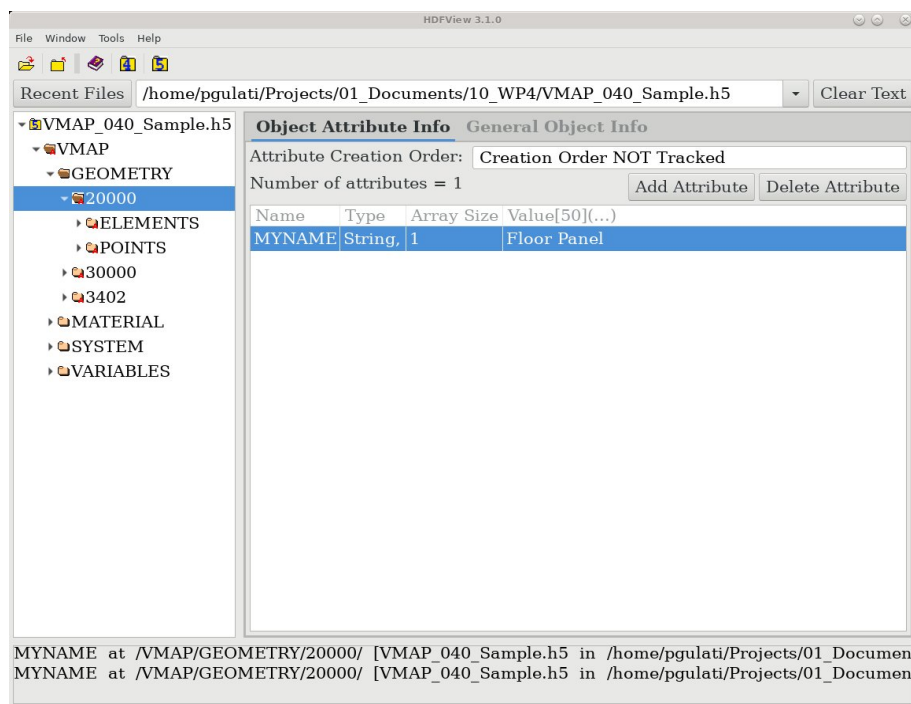 HDFView 3.1.0
File Window Tools Help
4 5
Recent Files /home/pgulati/Projects/01_Documents/10_WP4/VMAP_040_Sample.h5 Clear Text
5 VMAP_040_Sample.h5
VMAP
GEOMETRY
20000
ELEMENTS
POINTS
30000
3402
MATERIAL
SYSTEM
VARIABLES
Object Attribute Info General Object Info
Attribute Creation Order: Creation Order NOT Tracked
Number of attributes = 1 Add Attribute Delete Attribute
Name Type Array Size Value[50](...)
MYNAME String, 1 Floor Panel
MYNAME at /VMAP/GEOMETRY/20000/ [VMAP_040_Sample.h5 in /home/pgulati/Projects/01_Documen
MYNAME at /VMAP/GEOMETRY/20000/ [VMAP_040_Sample.h5 in /home/pgulati/Projects/01_Documen